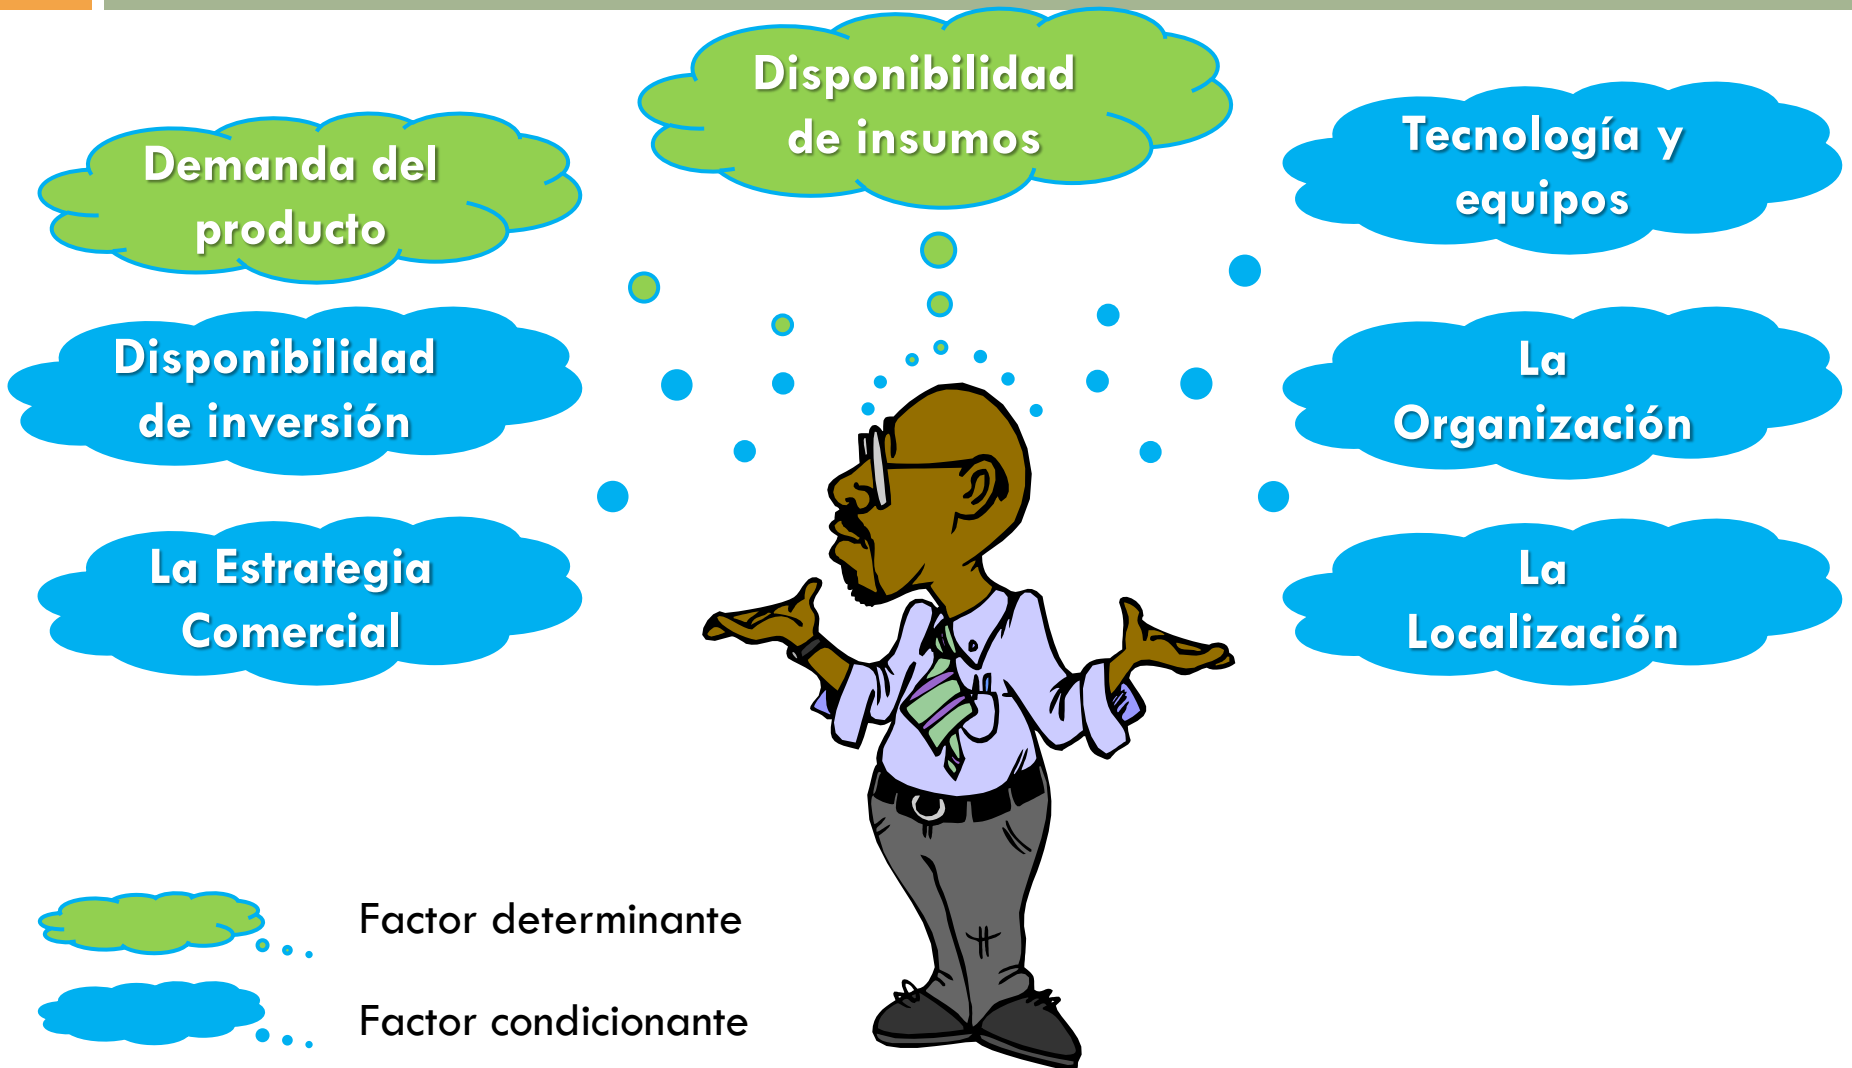 Disponibilidad
de insumos
Demanda del
producto
Tecnología y
equipos
Disponibilidad
de inversión
La
Organización
La Estrategia
Comercial
La
Localización
Factor determinante
Factor condicionante